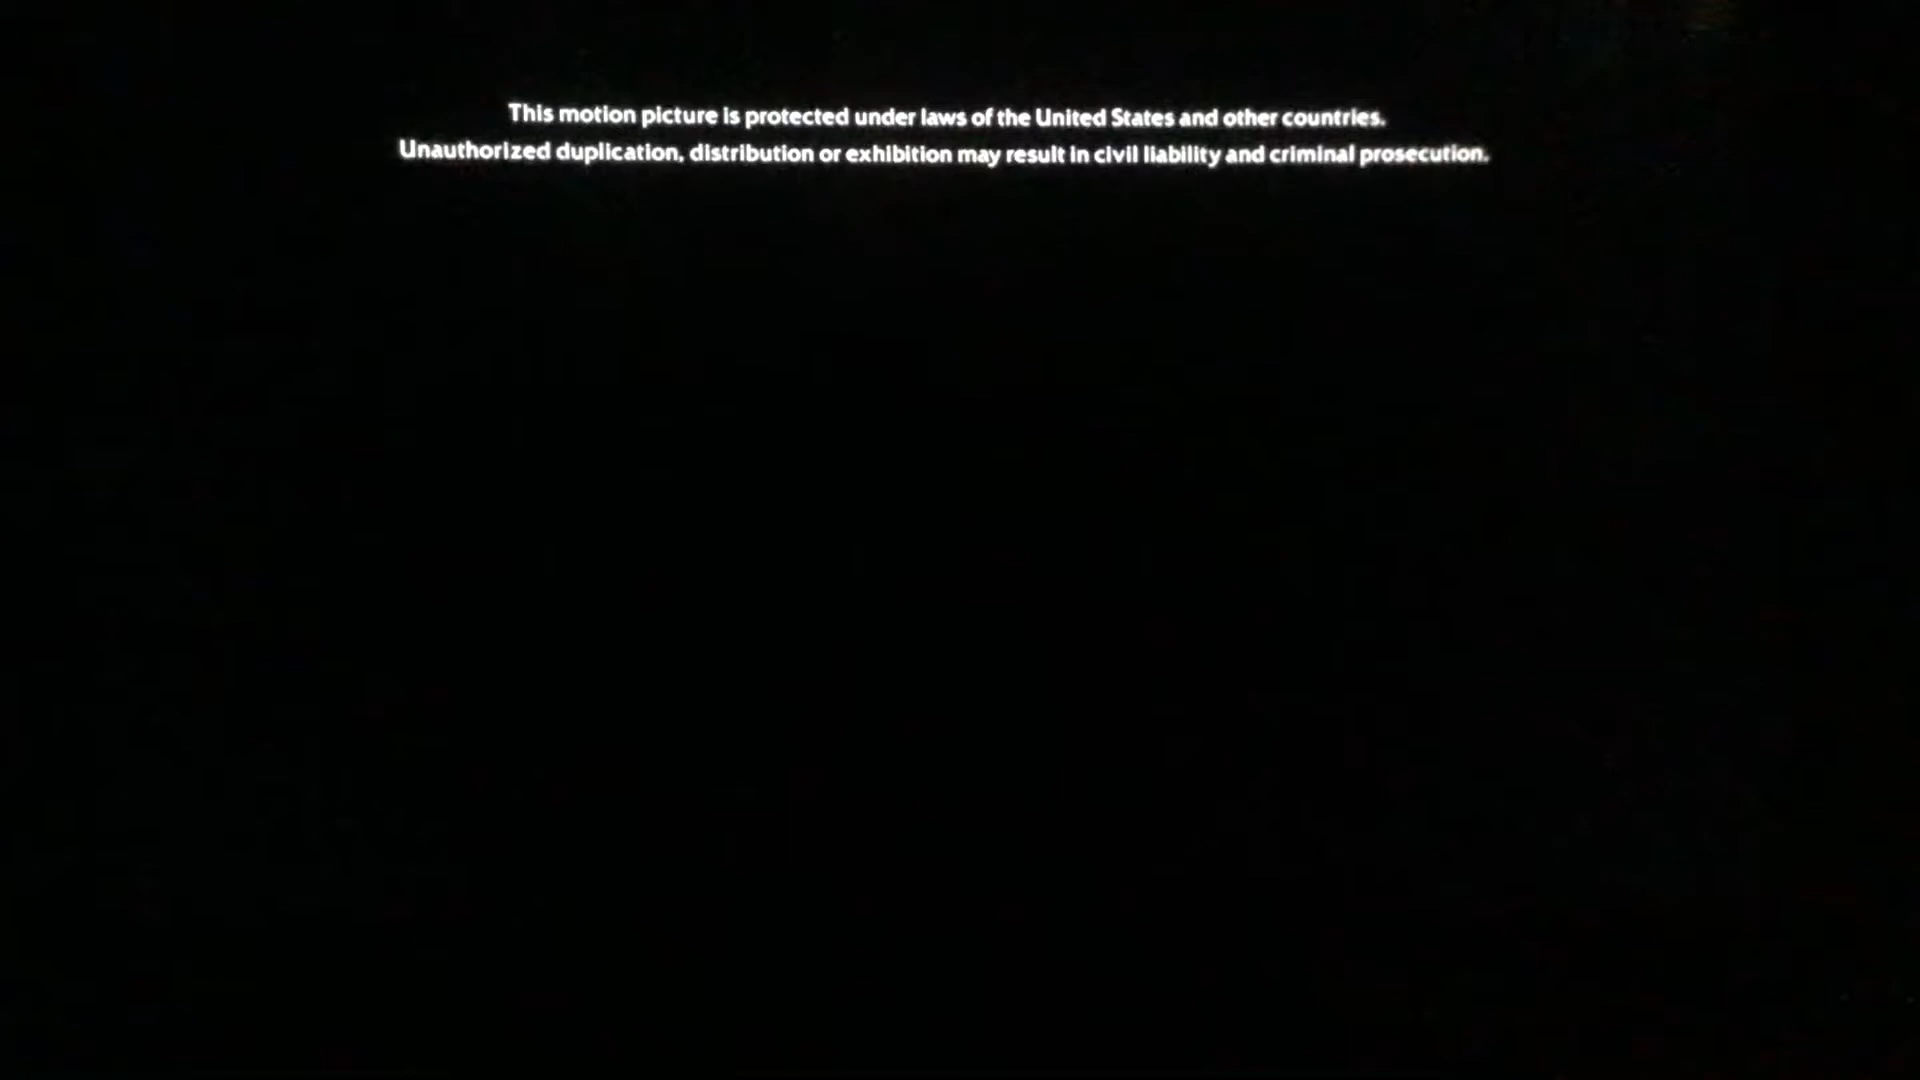 This motion picture is protected under laws of the United States and other countries.
Unauthorized duplication, distribution or exhibition may result in civil liability and criminal prosecution.